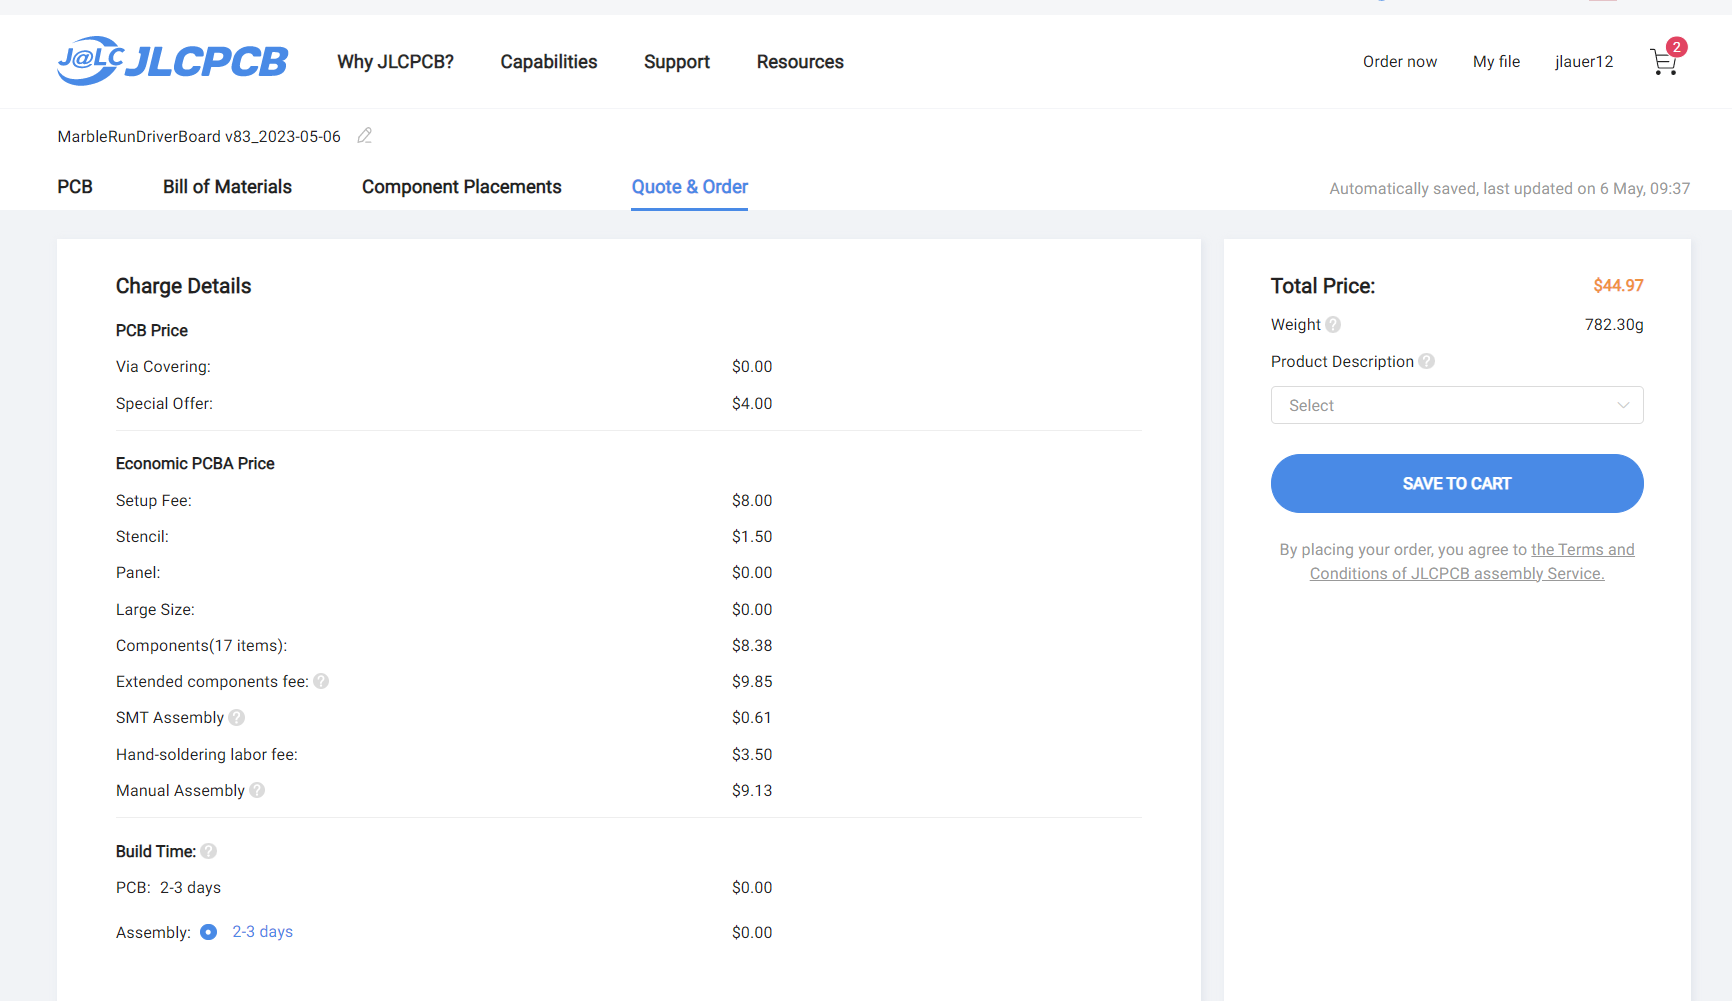 J@LC JLCPCB
Why JLCPCB? Capabilities Support Resources Order now My file jlauer12 2
MarbleRunDriverBoard v83_2023-05-06
PCB Bill of Materials Component Placements Quote & Order Automatically saved, last updated on 6 May, 09:37
Charge Details
PCB Price
Via Covering: $0.00
Special Offer: $4.00
Economic PCBA Price
Setup Fee: $8.00
Stencil: $1.50
Panel: $0.00
Large Size: $0.00
Components(17 items): $8.38
Extended components fee: ? $9.85
SMT Assembly ? $0.61
Hand-soldering labor fee: $3.50
Manual Assembly ? $9.13
Build Time: ?
PCB: 2-3 days $0.00
Assembly: 2-3 days $0.00
Total Price: $44.97
Weight ? 782.30g
Product Description ?
Select
SAVE TO CART
By placing your order, you agree to the Terms and
Conditions of JLCPCB assembly Service.